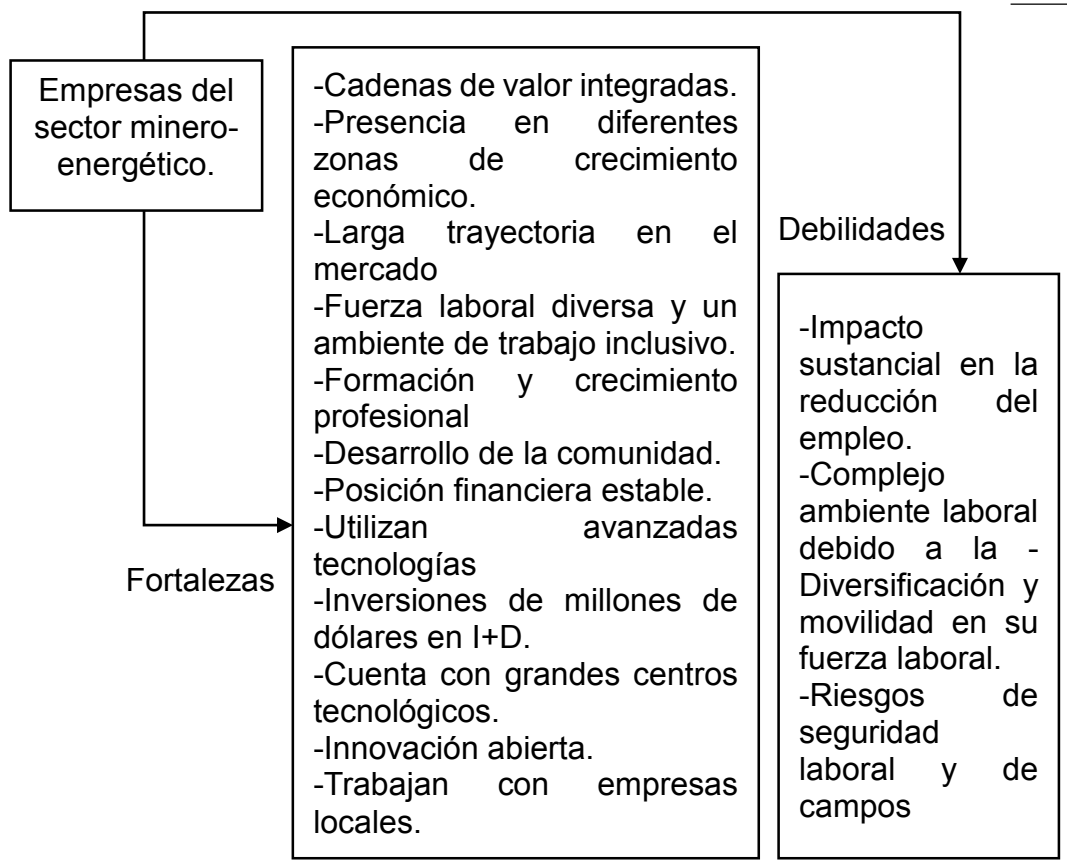 Empresas del
sector minero-
energético.
Fortalezas
-Cadenas de valor integradas.
-Presencia en diferentes
zonas de crecimiento
económico.
-Larga trayectoria en el
mercado
-Fuerza laboral diversa y un
ambiente de trabajo inclusivo.
-Formación y crecimiento
profesional
-Desarrollo de la comunidad.
-Posición financiera estable.
-Utilizan avanzadas
tecnologías
-Inversiones de millones de
dólares en I+D.
-Cuenta con grandes centros
tecnológicos.
-Innovación abierta.
-Trabajan con empresas
locales.
Debilidades
-Impacto
sustancial en la
reducción del
empleo.
-Complejo
ambiente laboral
debido a la -
Diversificación y
movilidad en su
fuerza laboral.
-Riesgos de
seguridad
laboral y de
campos